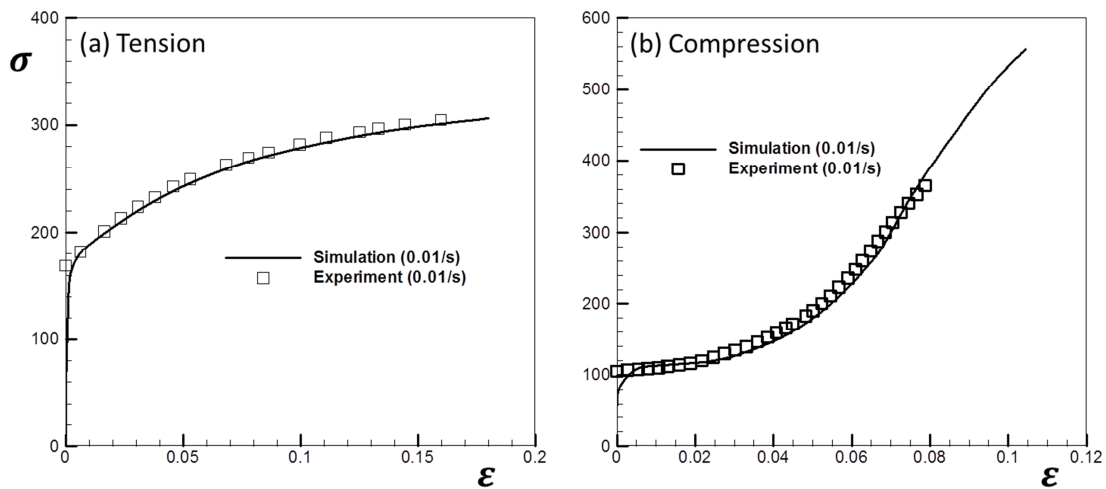 (a) Tension
σ
400
300
200
100
0
0
0.05
0.1
0.15
0.2
ε
Simulation (0.01/s)
Experiment (0.01/s)
(b) Compression
600
500
400
300
200
100
0
0
0.02
0.04
0.06
0.08
0.1
0.12
ε
Simulation (0.01/s)
Experiment (0.01/s)